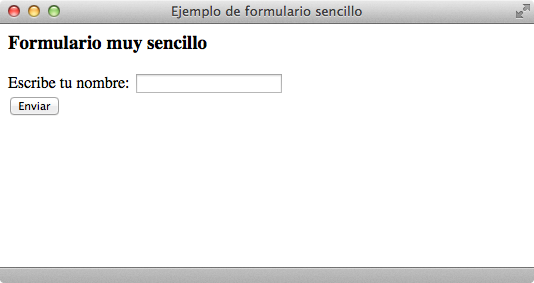 Ejemplo de formulario sencillo
Formulario muy sencillo
Escribe tu nombre:
Enviar